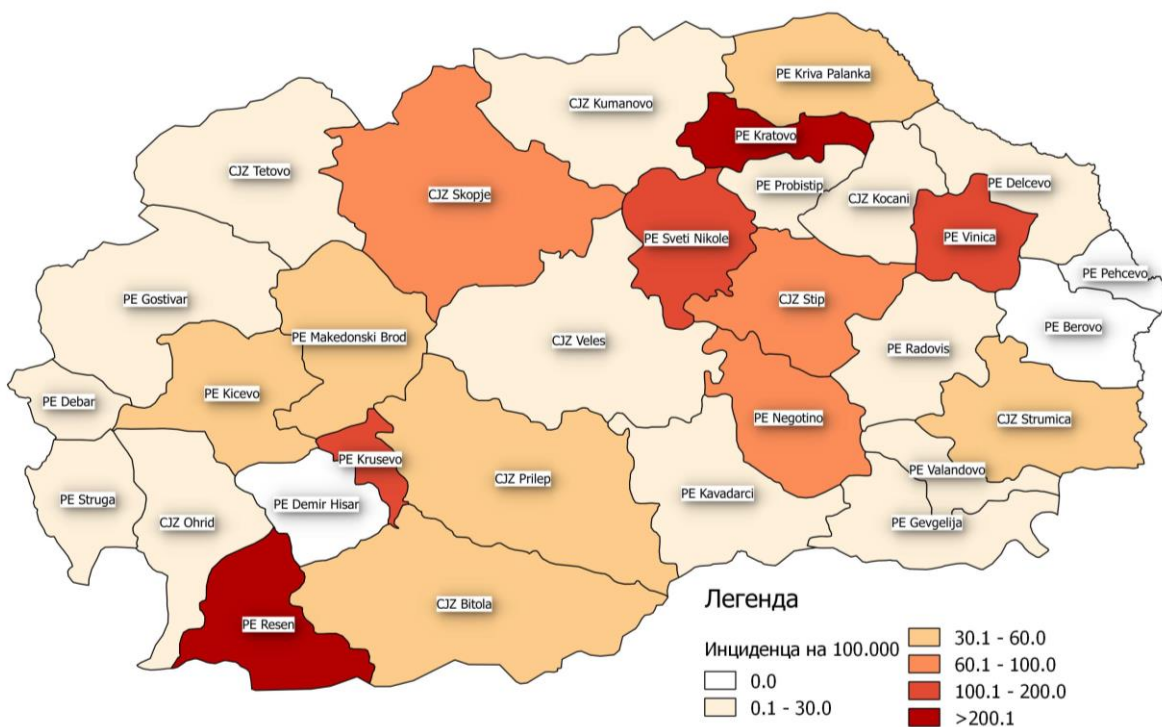 PE Kriva Palanka
CJZ Kumanovo
PE Kratovo
CJZ Tetovo
PE Probistip
PE Delcevo
CJZ Skopje
CJZ Kocani
PE Sveti Nikole
PE Vinica
PE Pehcevo
PE Gostivar
CJZ Stip
PE Berovo
PE Makedonski Brod
CJZ Veles
PE Radovis
PE Kicevo
PE Debar
PE Negotino
CJZ Strumica
PE Krusevo
PE Valandovo
CJZ Prilep
PE Struga
PE Demir Hisar
PE Kavadarci
CJZ Ohrid
PE Gevgelija
CJZ Bitola
PE Resen
Легенда
Инциденца на 100.000
0.0
0.1 - 30.0
30.1 - 60.0
60.1 - 100.0
100.1 - 200.0
>200.1